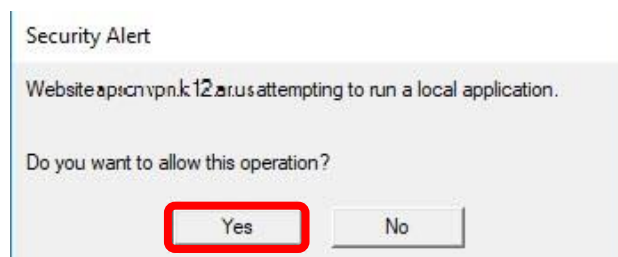 Security Alert
Website apscnvpn.k12.ar.us attempting to run a local application.
Do you want to allow this operation?
Yes No